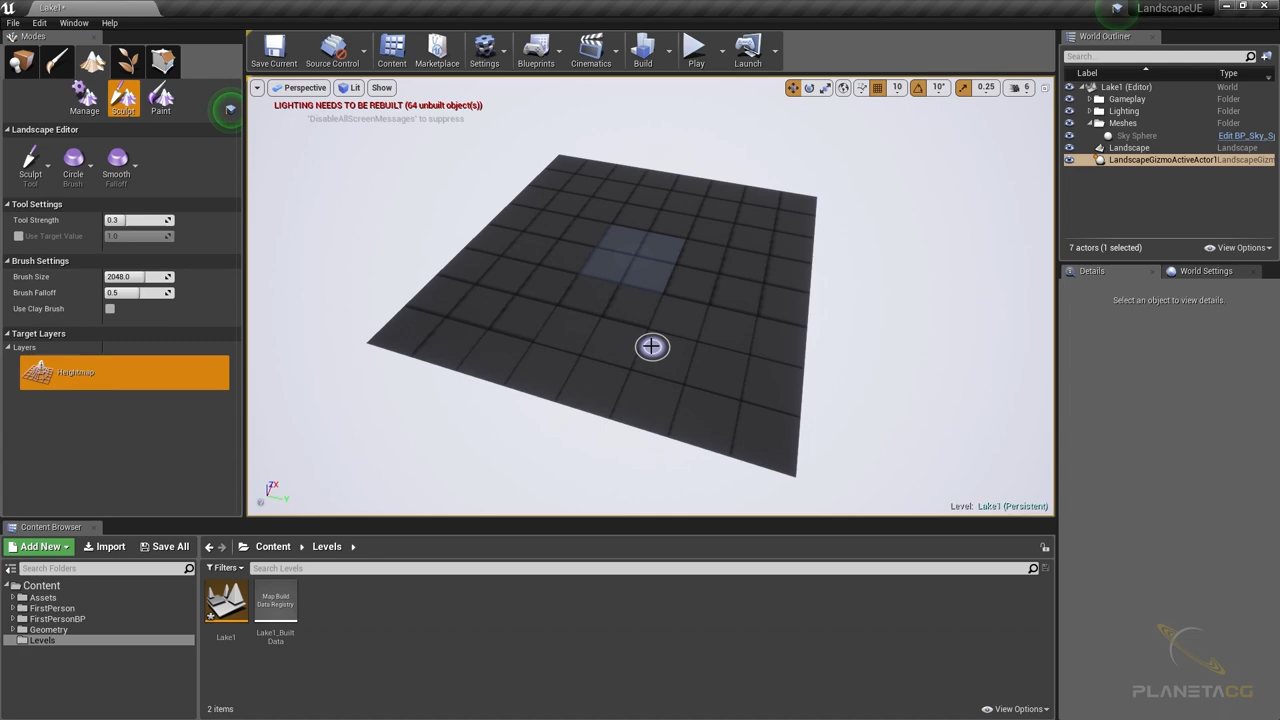 Lake1*
LandscapeUE
File Edit Window Help
Modes
Manage Sculpt Paint
Landscape Editor
Sculpt Circle Smooth
Tool Brush Falloff
Tool Settings
Tool Strength 0.3
Use Target Value 1.0
Brush Settings
Brush Size 2048.0
Brush Falloff 0.5
Use Clay Brush
Target Layers
Layers
Heightmap
Save Current Source Control Content Marketplace Settings Blueprints Cinematics Build Play Launch
Perspective Lit Show
10 10° 0.25 6
LIGHTING NEEDS TO BE REBUILT (64 unbuilt object(s))
'DisableAllScreenMessages' to suppress
Z X
Y
Level: Lake1 (Persistent)
World Outliner
Search...
Label Type
Lake1 (Editor) World
Gameplay Folder
Lighting Folder
Meshes Folder
Sky Sphere Edit BP_Sky_S
Landscape Landscape
LandscapeGizmoActiveActor1 LandscapeGizm
7 actors (1 selected) View Options
Details World Settings
Select an object to view details.
Content Browser
Add New Import Save All Content Levels
Search Folders
Filters Search Levels
Content
Assets
FirstPerson
FirstPersonBP
Geometry
Levels
Map Build
Data Registry
Lake1
Lake1_Built
Data
2 items
View Options
PLANETACG